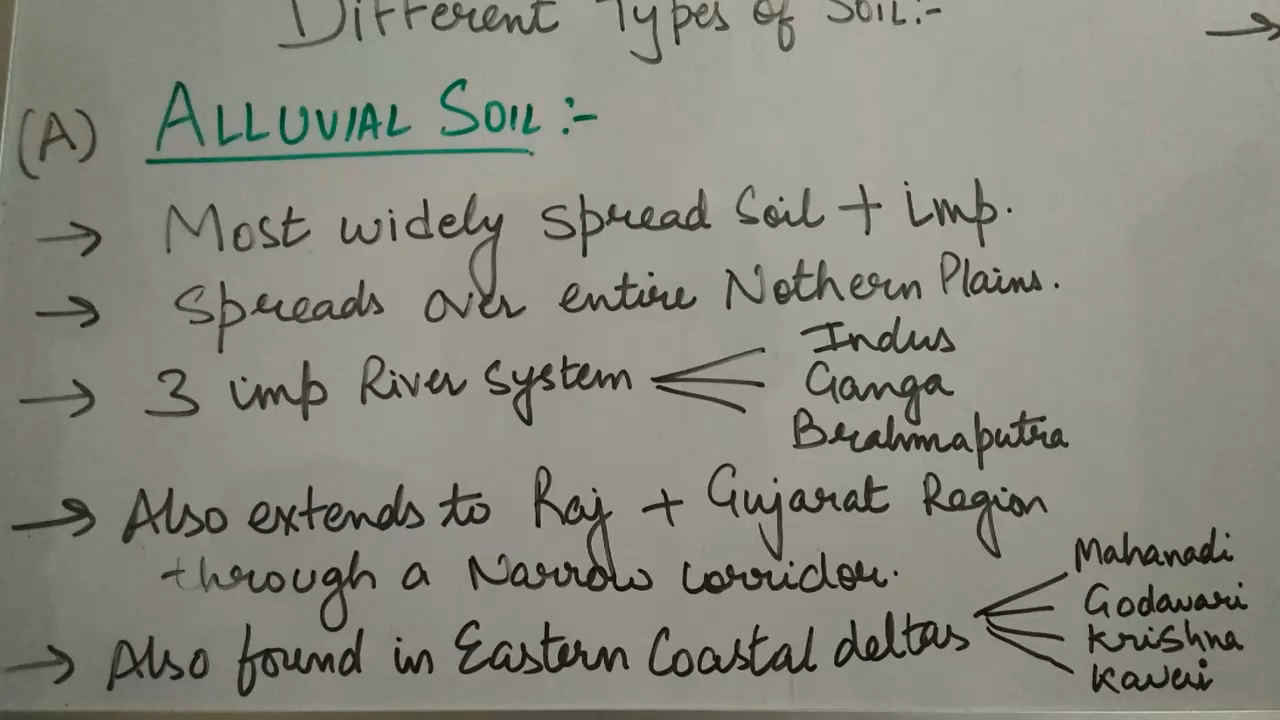 Different Types of Soil:-
(A) ALLUVIAL SOIL :-
→ Most widely spread Soil + imp.
→ Spreads over entire Nothern Plains.
→ 3 imp River System
Indus
Ganga
Brahmaputra
→ Also extends to Raj + Gujarat Region
through a Narrow corridor.
→ Also found in Eastern Coastal deltas
Mahanadi
Godavari
Krishna
Kaveri